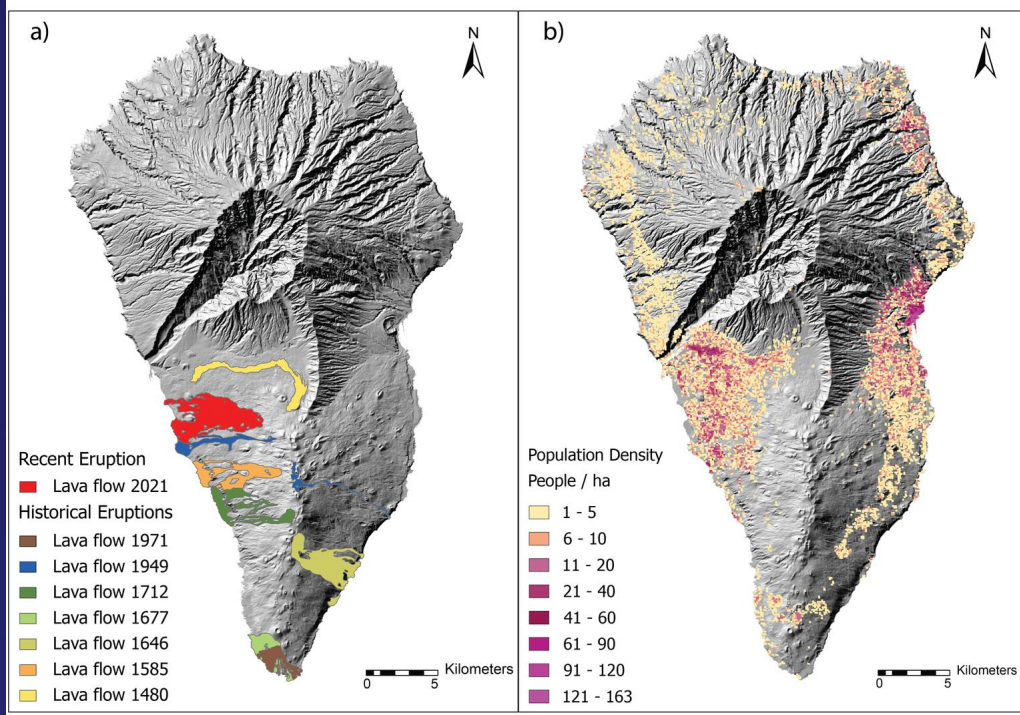 a)
N
Recent Eruption
Lava flow 2021
Historical Eruptions
Lava flow 1971
Lava flow 1949
Lava flow 1712
Lava flow 1677
Lava flow 1646
Lava flow 1585
Lava flow 1480
Kilometers
0 5
b)
N
Population Density
People / ha
1 - 5
6 - 10
11 - 20
21 - 40
41 - 60
61 - 90
91 - 120
121 - 163
Kilometers
0 5